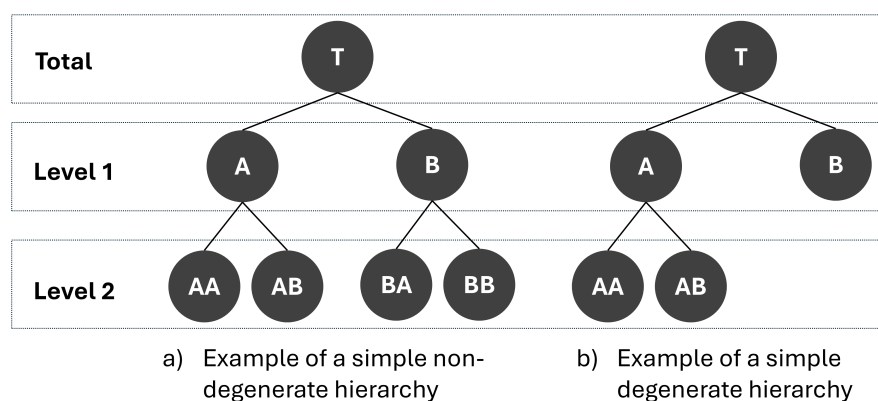 Total
T
T
Level 1
A
B
A
B
Level 2
AA
AB
BA
BB
AA
AB
a) Example of a simple non-
degenerate hierarchy
b) Example of a simple
degenerate hierarchy